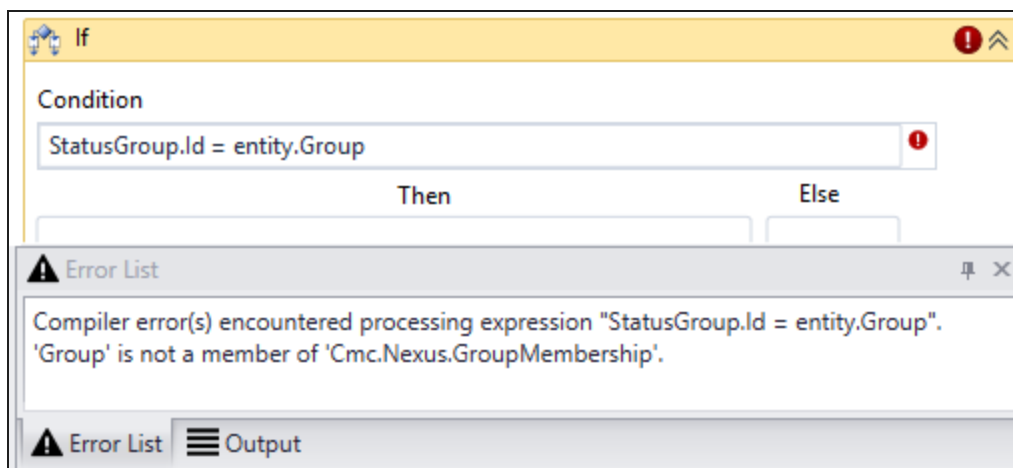 If
Condition
StatusGroup.Id = entity.Group
Then Else
Error List
Compiler error(s) encountered processing expression "StatusGroup.Id = entity.Group".
'Group' is not a member of 'Cmc.Nexus.GroupMembership'.
Error List Output